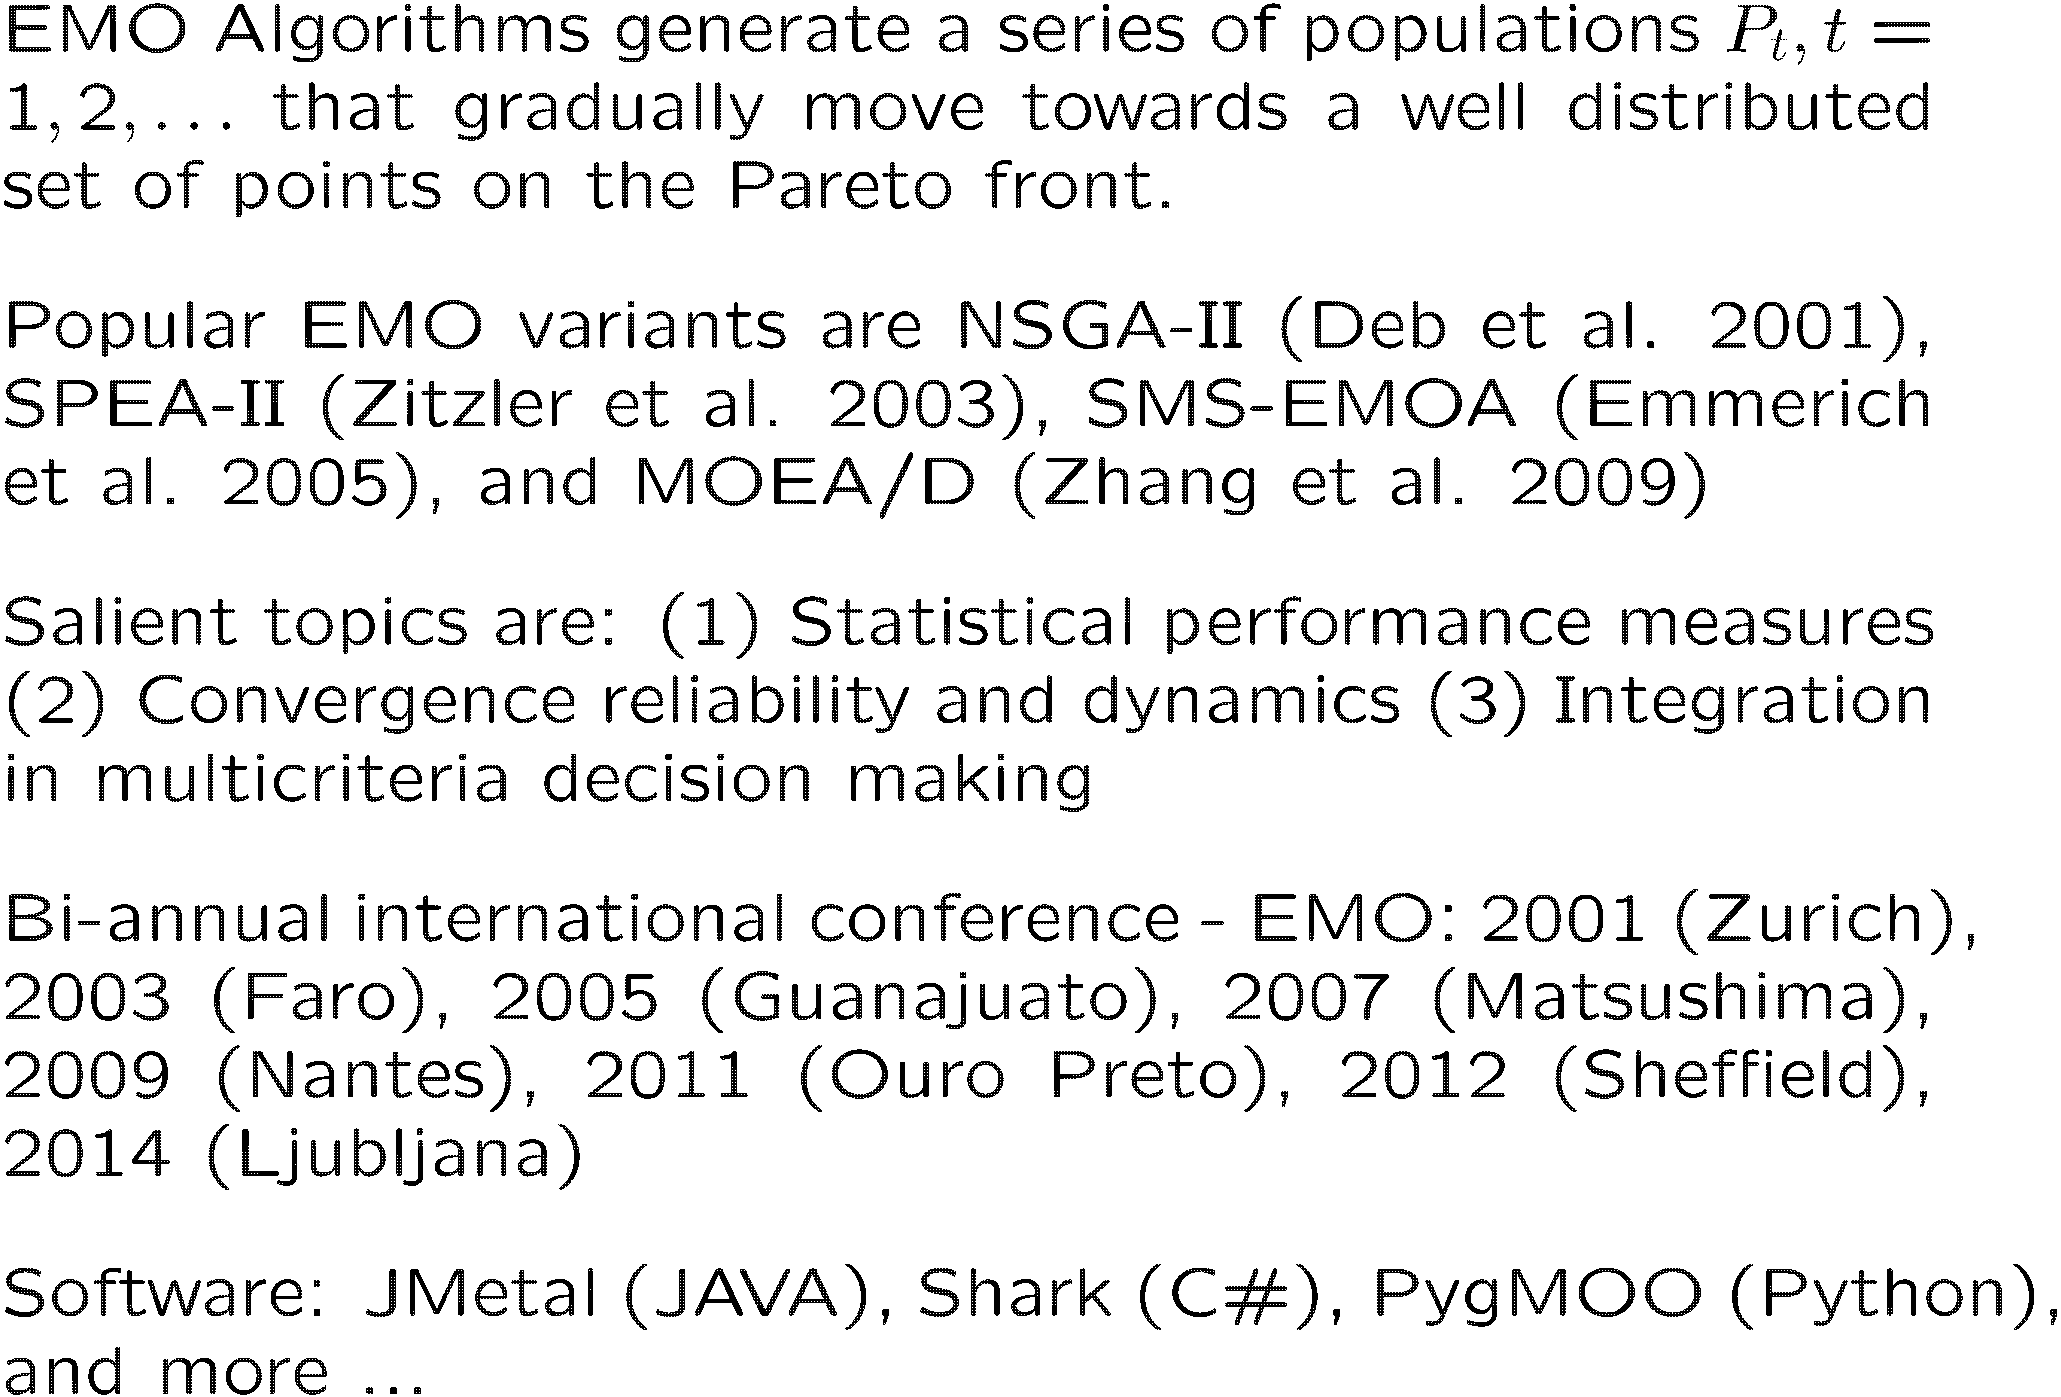 EMO Algorithms generate a series of populations P_t, t =
1, 2, . . . that gradually move towards a well distributed
set of points on the Pareto front.
Popular EMO variants are NSGA-II (Deb et al. 2001),
SPEA-II (Zitzler et al. 2003), SMS-EMOA (Emmerich
et al. 2005), and MOEA/D (Zhang et al. 2009)
Salient topics are: (1) Statistical performance measures
(2) Convergence reliability and dynamics (3) Integration
in multicriteria decision making
Bi-annual international conference - EMO: 2001 (Zurich),
2003 (Faro), 2005 (Guanajuato), 2007 (Matsushima),
2009 (Nantes), 2011 (Ouro Preto), 2012 (Sheffield),
2014 (Ljubljana)
Software: JMetal (JAVA), Shark (C#), PygMOO (Python),
and more ...